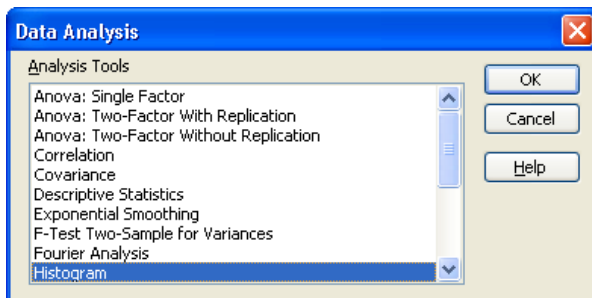 Data Analysis
Analysis Tools
Anova: Single Factor
Anova: Two-Factor With Replication
Anova: Two-Factor Without Replication
Correlation
Covariance
Descriptive Statistics
Exponential Smoothing
F-Test Two-Sample for Variances
Fourier Analysis
Histogram
OK
Cancel
Help